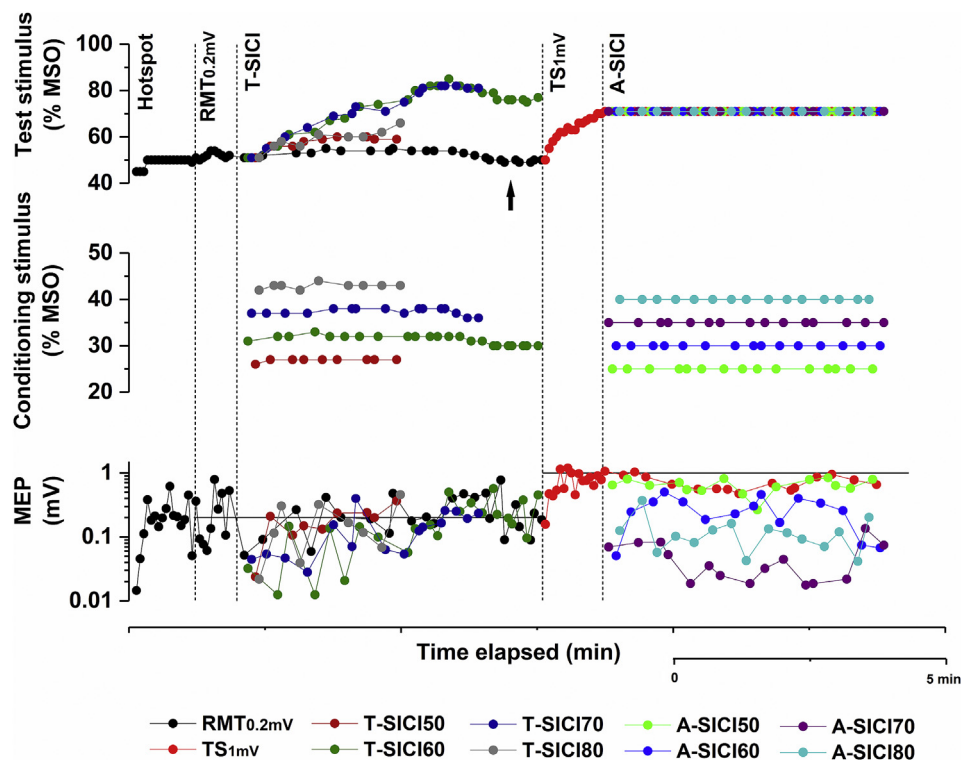 Test stimulus
(% MSO)
100
80
60
40
Hotspot
RMT0.2mV
T-SICI
TS1mV
A-SICI
Conditioning stimulus
(% MSO)
50
40
30
20
MEP
(mV)
1
0.1
0.01
Time elapsed (min)
0
5 min
RMT0.2mV
T-SICI50
T-SICI70
A-SICI50
A-SICI70
TS1mV
T-SICI60
T-SICI80
A-SICI60
A-SICI80